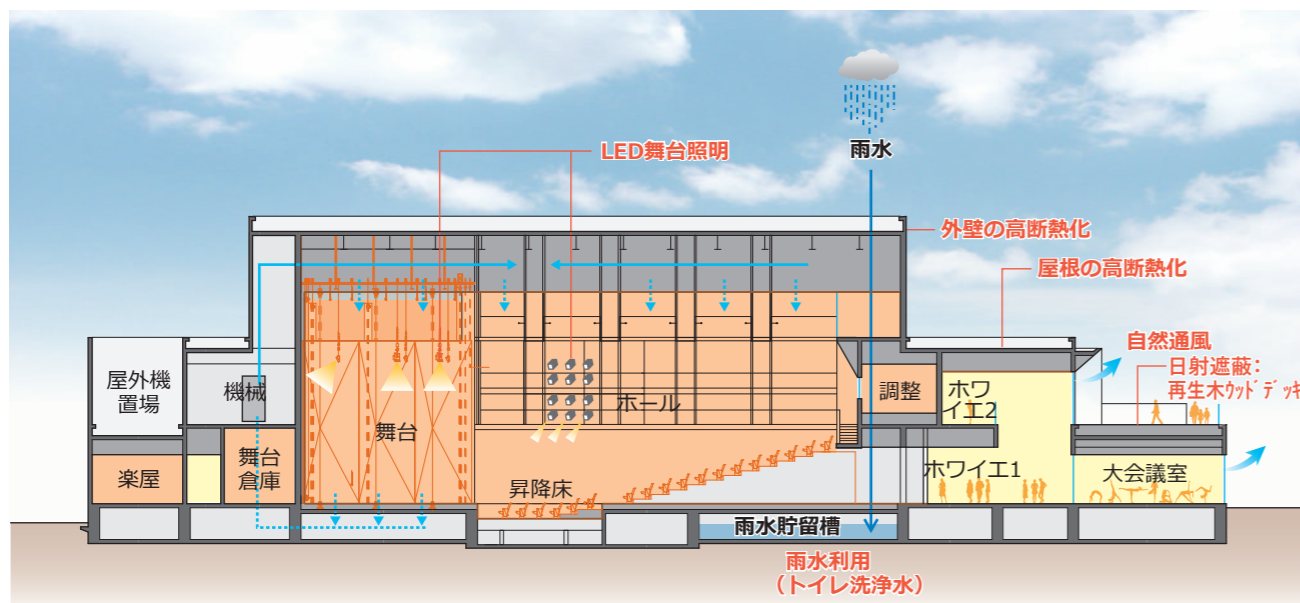 雨水
LED舞台照明
外壁の高断熱化
屋根の高断熱化
自然通風
日射遮蔽:
再生木ウッドデッキ
屋外機
置場
機械
舞台
ホール
調整
ホワ
イエ2
楽屋
舞台
倉庫
昇降床
ホワイエ1
大会議室
雨水貯留槽
雨水利用
(トイレ洗浄水)